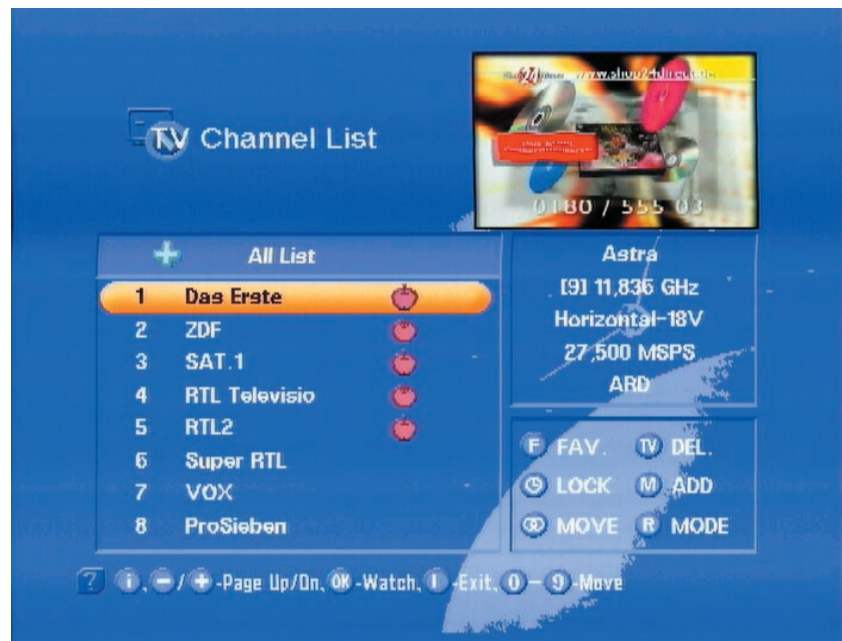 24 www.shop24direct.de
0180 / 555 03
TV Channel List
All List
1 Das Erste
2 ZDF
3 SAT.1
4 RTL Televisio
5 RTL2
6 Super RTL
7 VOX
8 ProSieben
Astra
[9] 11,836 GHz
Horizontal-18V
27,500 MSPS
ARD
F FAV. TV DEL.
LOCK M ADD
MOVE R MODE
? i, -/+ -Page Up/Dn, OK -Watch, -Exit, 0 - 9 -Move